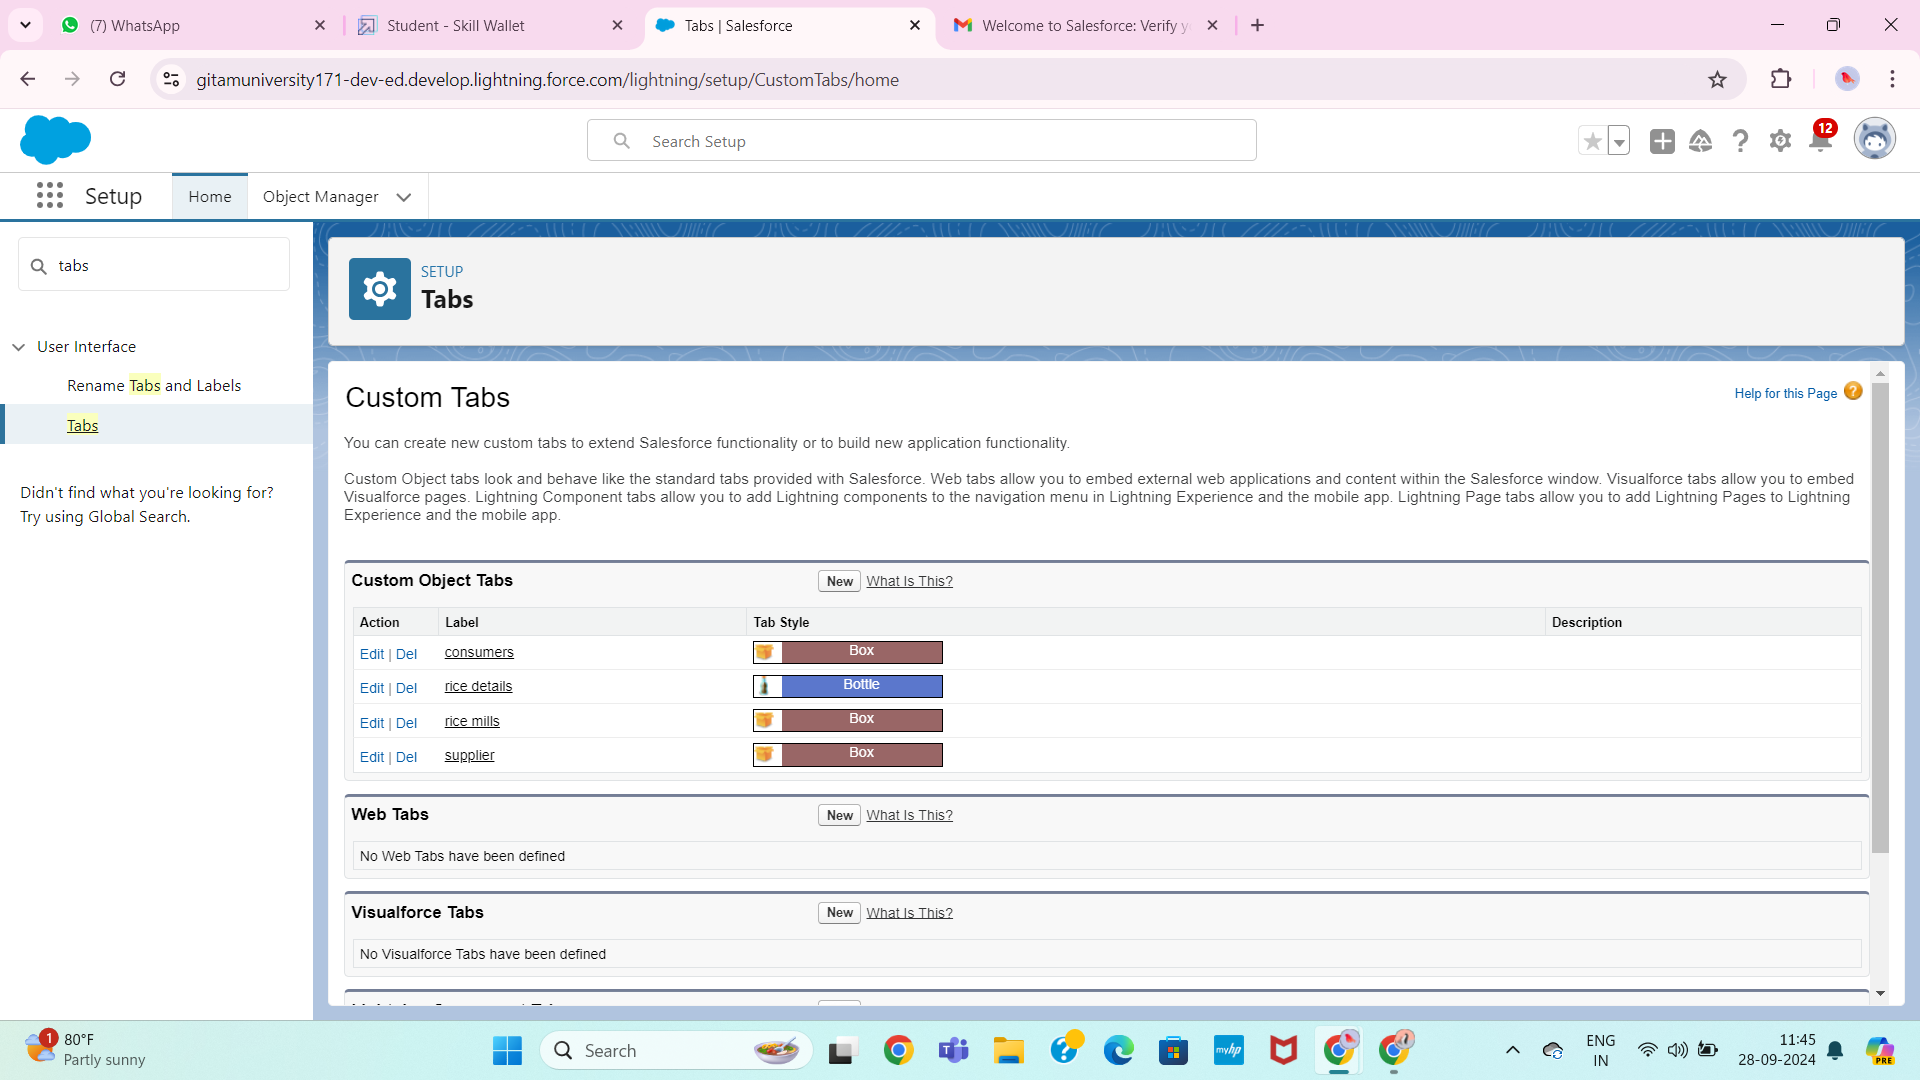 (7) WhatsApp
Student - Skill Wallet
Tabs | Salesforce
Welcome to Salesforce: Verify y
gitamuniversity171-dev-ed.develop.lightning.force.com/lightning/setup/CustomTabs/home
Search Setup
12
Setup
Home
Object Manager
tabs
SETUP
Tabs
User Interface
Rename Tabs and Labels
Tabs
Didn't find what you're looking for?
Try using Global Search.
Custom Tabs
Help for this Page
You can create new custom tabs to extend Salesforce functionality or to build new application functionality.
Custom Object tabs look and behave like the standard tabs provided with Salesforce. Web tabs allow you to embed external web applications and content within the Salesforce window. Visualforce tabs allow you to embed
Visualforce pages. Lightning Component tabs allow you to add Lightning components to the navigation menu in Lightning Experience and the mobile app. Lightning Page tabs allow you to add Lightning Pages to Lightning
Experience and the mobile app.
Custom Object Tabs New What Is This?
Action Label Tab Style Description
Edit | Del consumers Box
Edit | Del rice details Bottle
Edit | Del rice mills Box
Edit | Del supplier Box
Web Tabs New What Is This?
No Web Tabs have been defined
Visualforce Tabs New What Is This?
No Visualforce Tabs have been defined
1
80°F
Partly sunny
Search
myhp
ENG
IN
11:45
28-09-2024
PRE